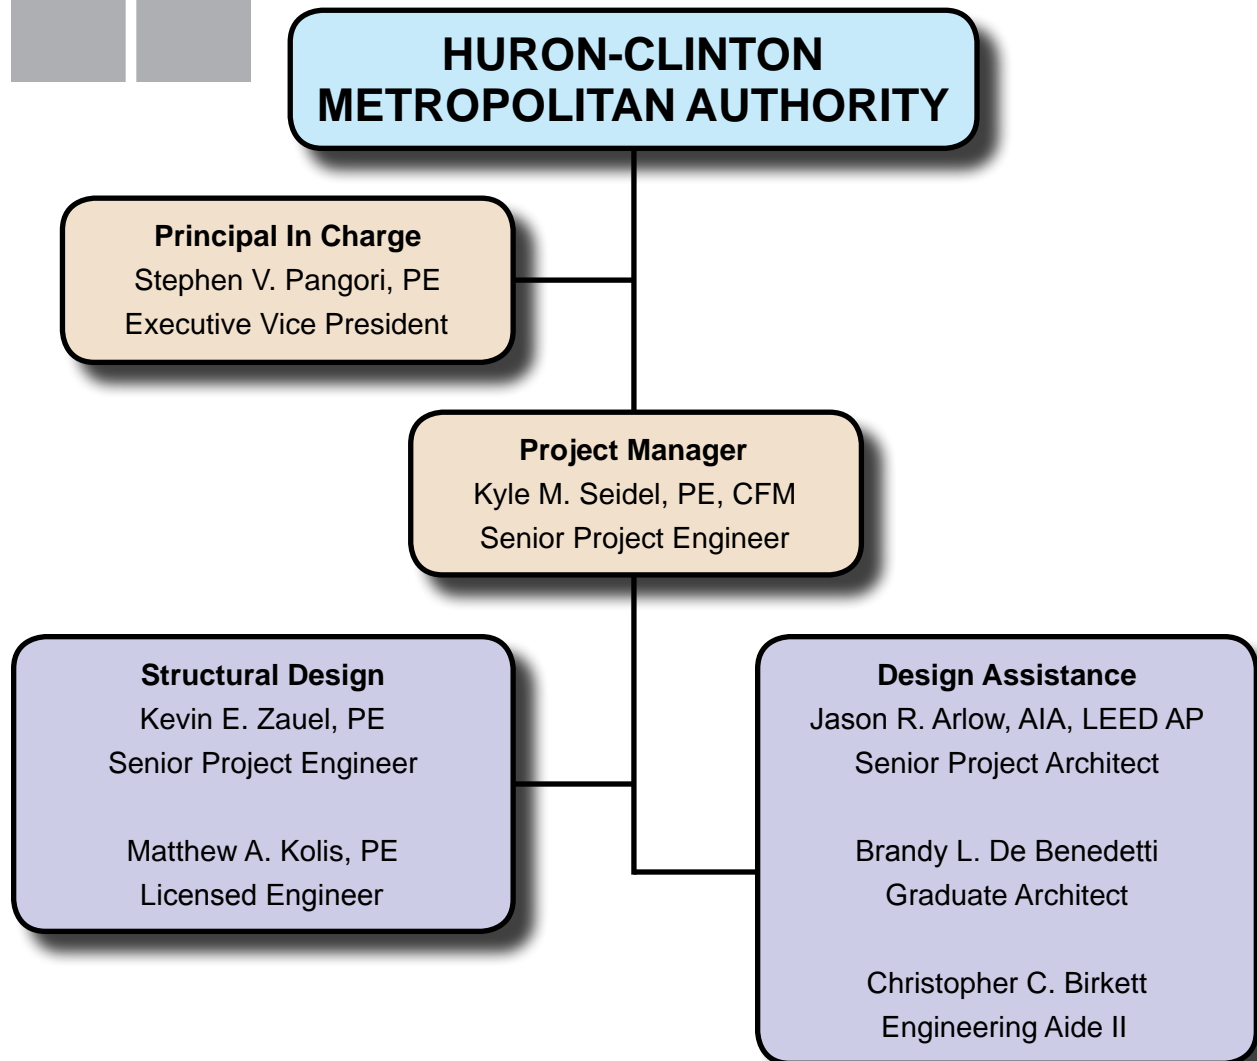 HURON-CLINTON
METROPOLITAN AUTHORITY
Principal In Charge
Stephen V. Pangori, PE
Executive Vice President
Project Manager
Kyle M. Seidel, PE, CFM
Senior Project Engineer
Structural Design
Kevin E. Zauel, PE
Senior Project Engineer
Matthew A. Kolis, PE
Licensed Engineer
Design Assistance
Jason R. Arlow, AIA, LEED AP
Senior Project Architect
Brandy L. De Benedetti
Graduate Architect
Christopher C. Birkett
Engineering Aide II